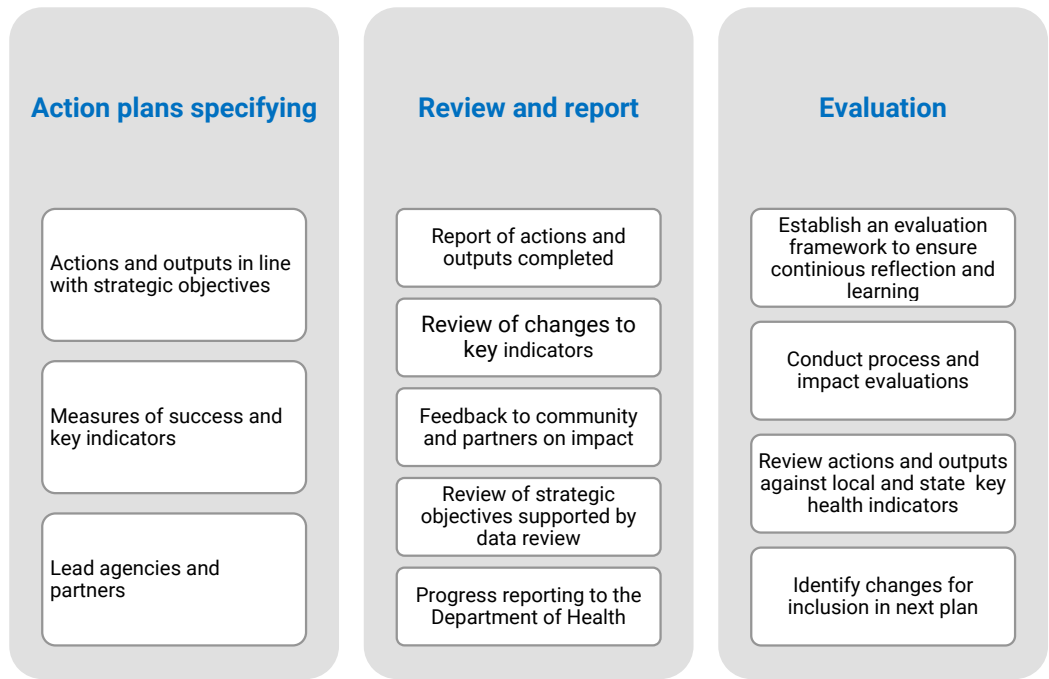 Action plans specifying
Actions and outputs in line
with strategic objectives
Measures of success and
key indicators
Lead agencies and
partners
Review and report
Report of actions and
outputs completed
Review of changes to
key indicators
Feedback to community
and partners on impact
Review of strategic
objectives supported by
data review
Progress reporting to the
Department of Health
Evaluation
Establish an evaluation
framework to ensure
continious reflection and
learning
Conduct process and
impact evaluations
Review actions and outputs
against local and state  key
health indicators
Identify changes for
inclusion in next plan